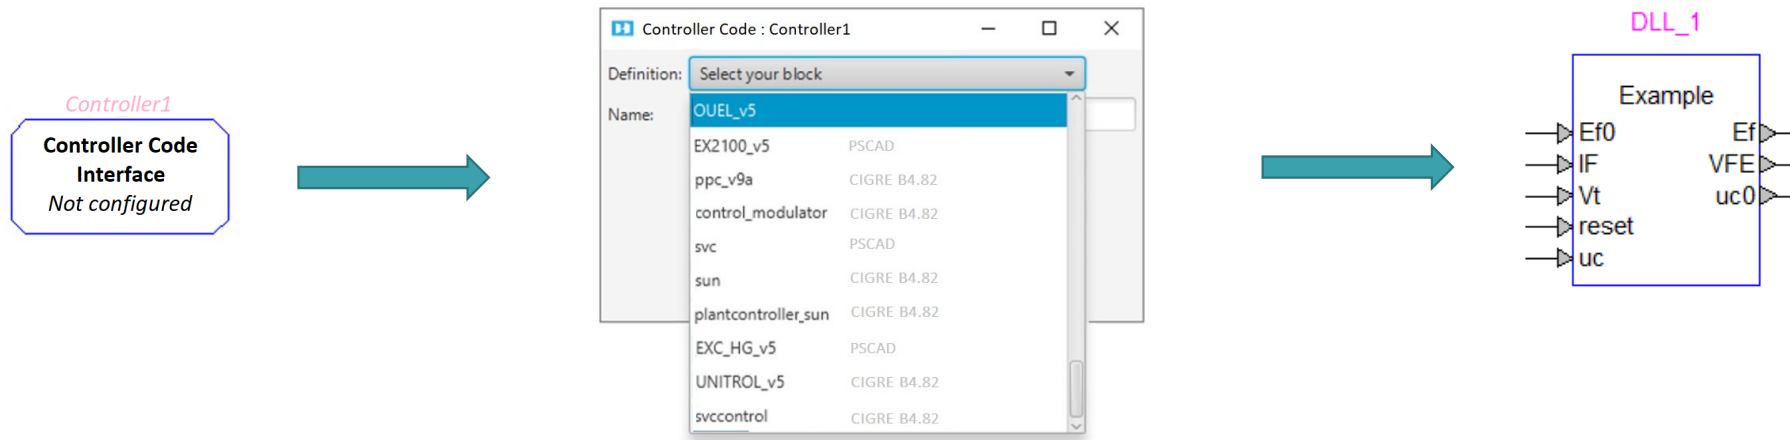 Controller1
Controller Code
Interface
Not configured
Controller Code : Controller1
Definition: Select your block
Name:
OUEL_v5
EX2100_v5 PSCAD
ppc_v9a CIGRE B4.82
control_modulator CIGRE B4.82
svc PSCAD
sun CIGRE B4.82
plantcontroller_sun CIGRE B4.82
EXC_HG_v5 PSCAD
UNITROL_v5 CIGRE B4.82
svccontrol CIGRE B4.82
DLL_1
Example
Ef0 Ef
IF VFE
Vt uc0
reset
uc